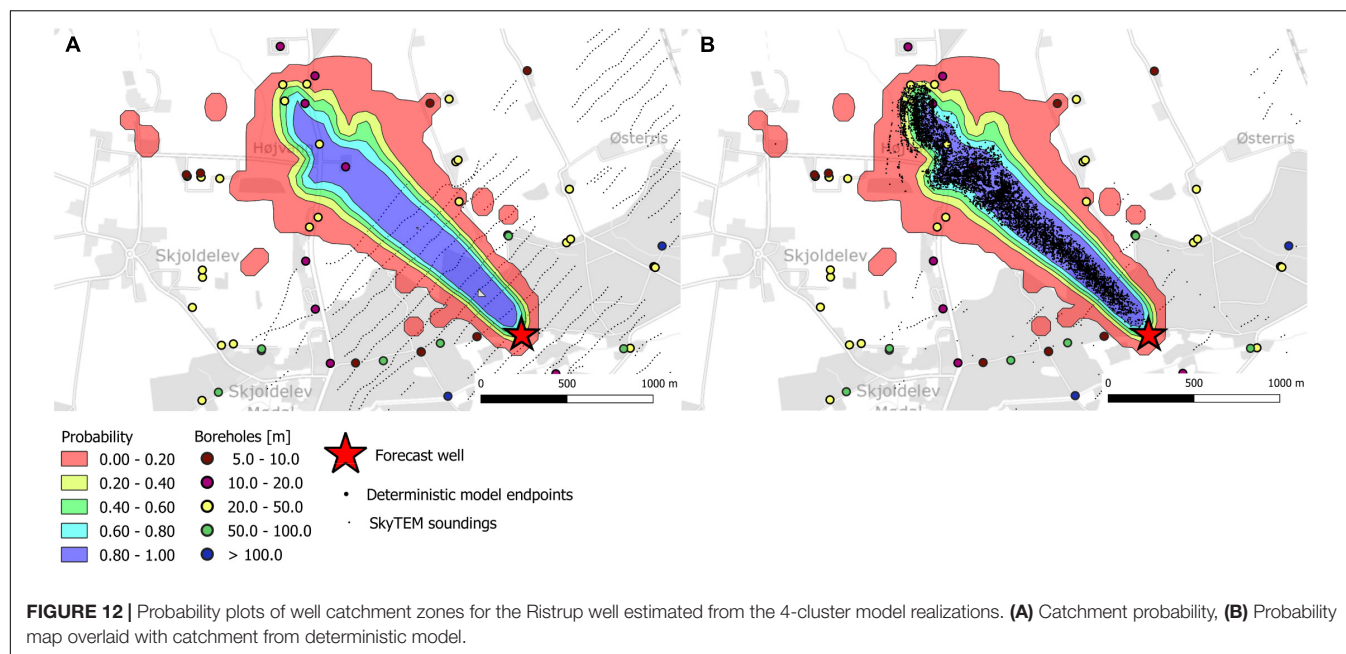 A
Højv
Skjoldelev
Skjoldelev
0 500 1000 m
B
Højv
Østerris
Skjoldelev
Skjoldelev
0 500 1000 m
Probability
0.00 - 0.20
0.20 - 0.40
0.40 - 0.60
0.60 - 0.80
0.80 - 1.00
Boreholes [m]
5.0 - 10.0
10.0 - 20.0
20.0 - 50.0
50.0 - 100.0
> 100.0
Forecast well
Deterministic model endpoints
SkyTEM soundings
FIGURE 12 | Probability plots of well catchment zones for the Ristrup well estimated from the 4-cluster model realizations. (A) Catchment probability, (B) Probability
map overlaid with catchment from deterministic model.